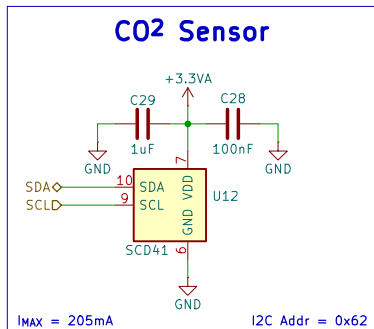 CO² Sensor
+3.3VA
C29
C28
1uF
100nF
GND
GND
7
SDA
10
SDA
VDD
U12
SCL
9
SCL
GND
SCD41
6
GND
IMAX = 205mA
I2C Addr = 0x62